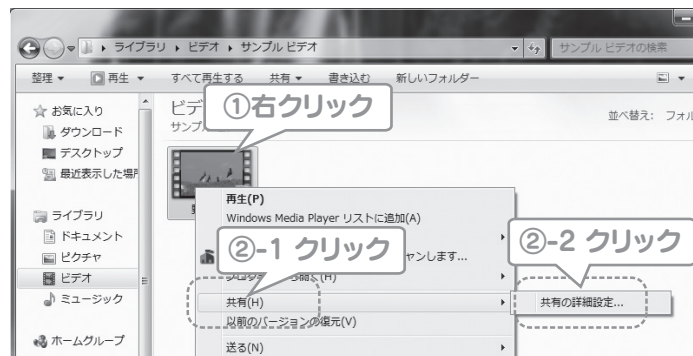 ライブラリ ▸ ビデオ ▸ サンプル ビデオ
サンプル ビデオの検索
整理 ▼ 再生 ▼ すべて再生する 共有 ▼ 書き込む 新しいフォルダー
お気に入り
ダウンロード
デスクトップ
最近表示した場所
ライブラリ
ドキュメント
ピクチャ
ビデオ
ミュージック
ホームグループ
ビデ
サンプ
並べ替え: フォル
①右クリック
再生(P)
Windows Media Player リストに追加(A)
②-1 クリック
ャンします...
(H)
共有(H)
以前のバージョンの復元(V)
送る(N)
②-2 クリック
共有の詳細設定...